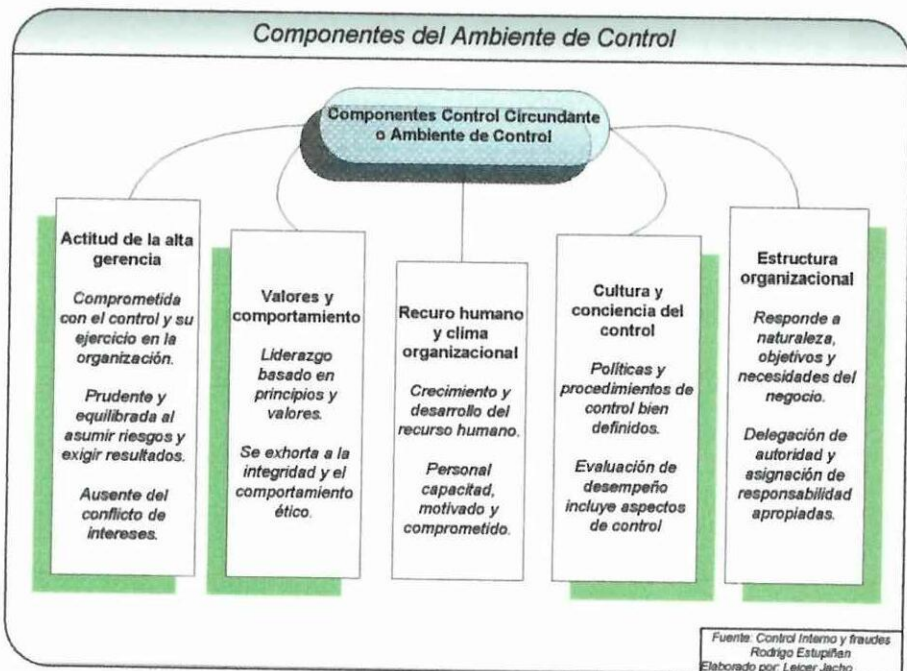 Componentes del Ambiente de Control
Componentes Control Circundante
o Ambiente de Control
Actitud de la alta
gerencia
Comprometida
con el control y su
ejercicio en la
organización.
Prudente y
equilibrada al
asumir riesgos y
exigir resultados.
Ausente del
conflicto de
intereses.
Valores y
comportamiento
Liderazgo
basado en
principios y
valores.
Se exhorta a la
integridad y el
comportamiento
ético.
Recuro humano
y clima
organizacional
Crecimiento y
desarrollo del
recurso humano.
Personal
capacitad,
motivado y
comprometido.
Cultura y
conciencia del
control
Políticas y
procedimientos de
control bien
definidos.
Evaluación de
desempeño
incluye aspectos
de control
Estructura
organizacional
Responde a
naturaleza,
objetivos y
necesidades del
negocio.
Delegación de
autoridad y
asignación de
responsabilidad
apropiadas.
Fuente: Control Interno y fraudes
Rodrigo Estupiñan
Elaborado por: Leicer Jacho